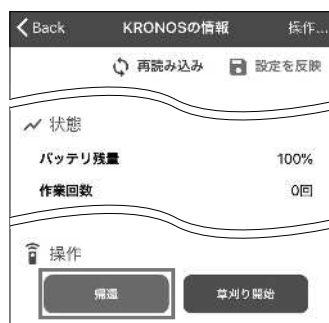 Back KRONOSの情報 操作...
再読み込み 設定を反映
状態
バッテリ残量 100%
作業回数 0回
操作
帰還 草刈り開始